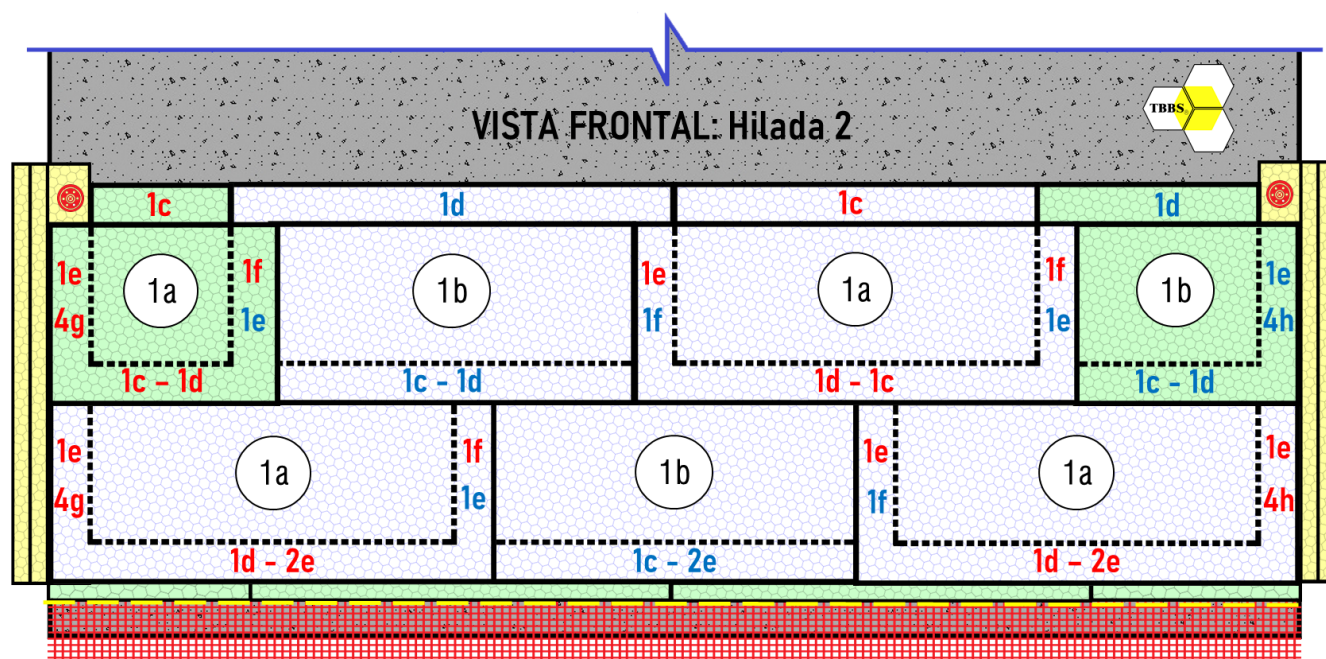 VISTA FRONTAL: Hilada 2
TBBS
1c 1d 1c 1d
1e 1a 1f 1b 1e 1a 1f 1b 1e
4g 1e 1f 1e 4h
1c – 1d 1c – 1d 1d – 1c 1c – 1d
1e 1a 1f 1b 1e 1a 1e
4g 1e 1f 4h
1d – 2e 1c – 2e 1d – 2e